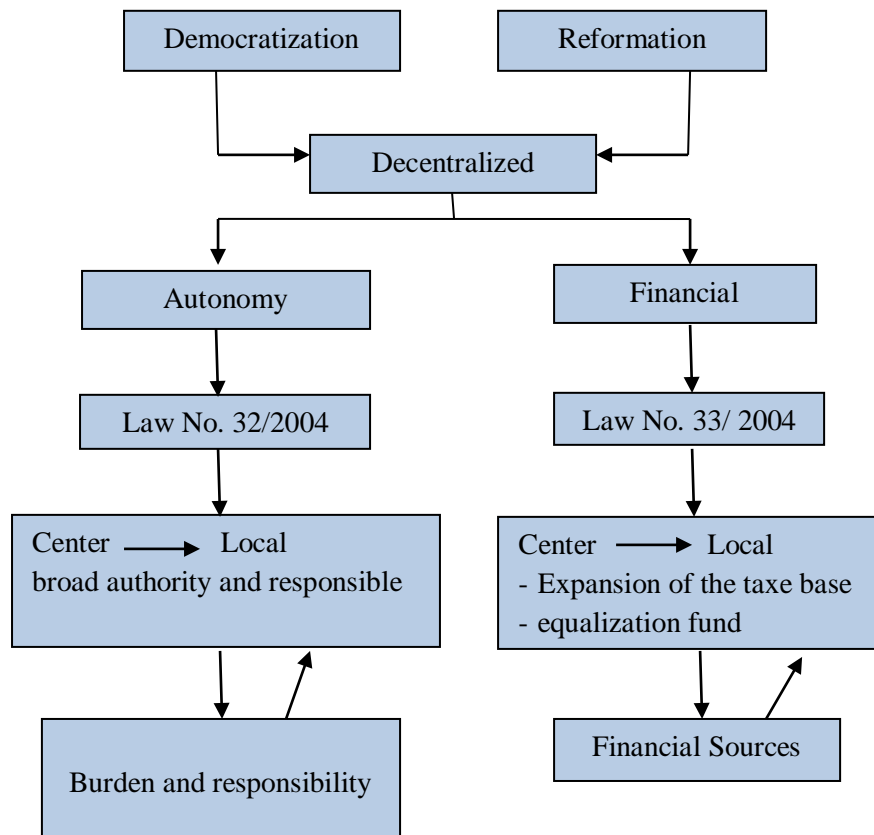 Democratization
Reformation
Decentralized
Autonomy
Financial
Law No. 32/2004
Law No. 33/ 2004
Center Local
broad authority and responsible
Center Local
- Expansion of the taxe base
- equalization fund
Burden and responsibility
Financial Sources